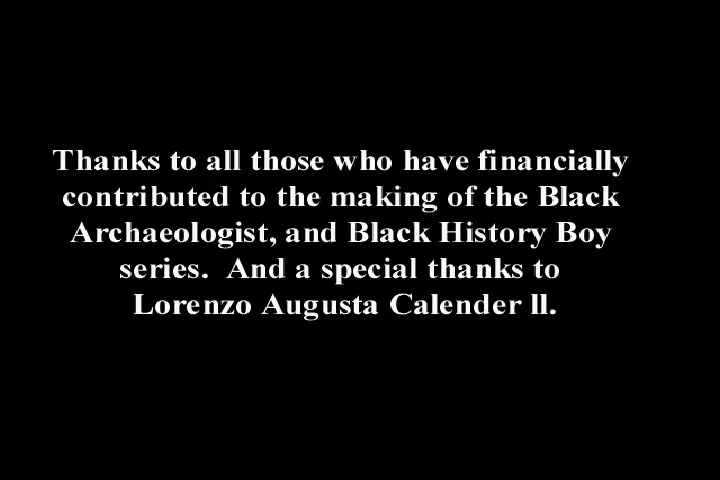 Thanks to all those who have financially
contributed to the making of the Black
Archaeologist, and Black History Boy
series.  And a special thanks to
Lorenzo Augusta Calender ll.